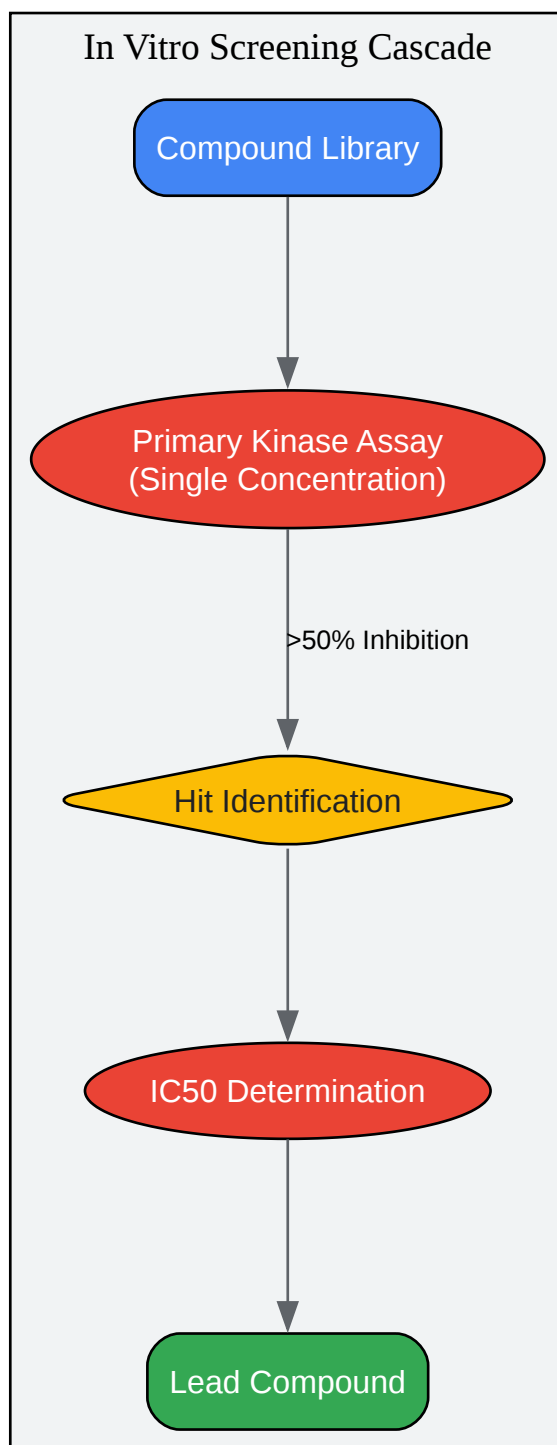 In Vitro Screening Cascade
Compound Library
Primary Kinase Assay
(Single Concentration)
>50% Inhibition
Hit Identification
IC50 Determination
Lead Compound